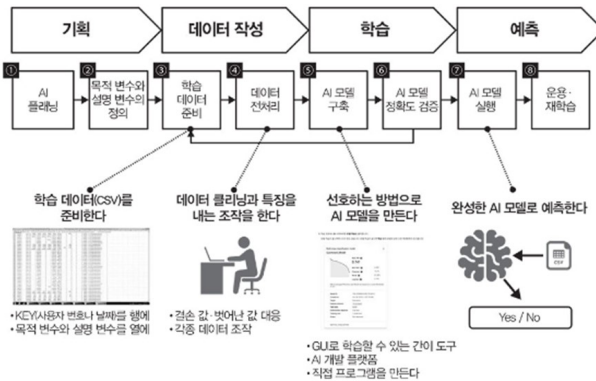 기획
데이터 작성
학습
예측
①
AI
플래닝
②
목적 변수와
설명 변수의
정의
③
학습
데이터
준비
④
데이터
전처리
⑤
AI 모델
구축
⑥
AI 모델
정확도 검증
⑦
AI 모델
실행
⑧
운용·
재학습
학습 데이터(CSV)를
준비한다
• KEY(사용자 번호나 날짜)를 행에
• 목적 변수와 설명 변수를 열에
데이터 클리닝과 특징을
내는 조작을 한다
• 결손 값·벗어난 값 대응
• 각종 데이터 조작
선호하는 방법으로
AI 모델을 만든다
• GUI로 학습할 수 있는 간이 도구
• AI 개발 플랫폼
• 직접 프로그램을 만든다
완성한 AI 모델로 예측한다
CSV
Yes / No